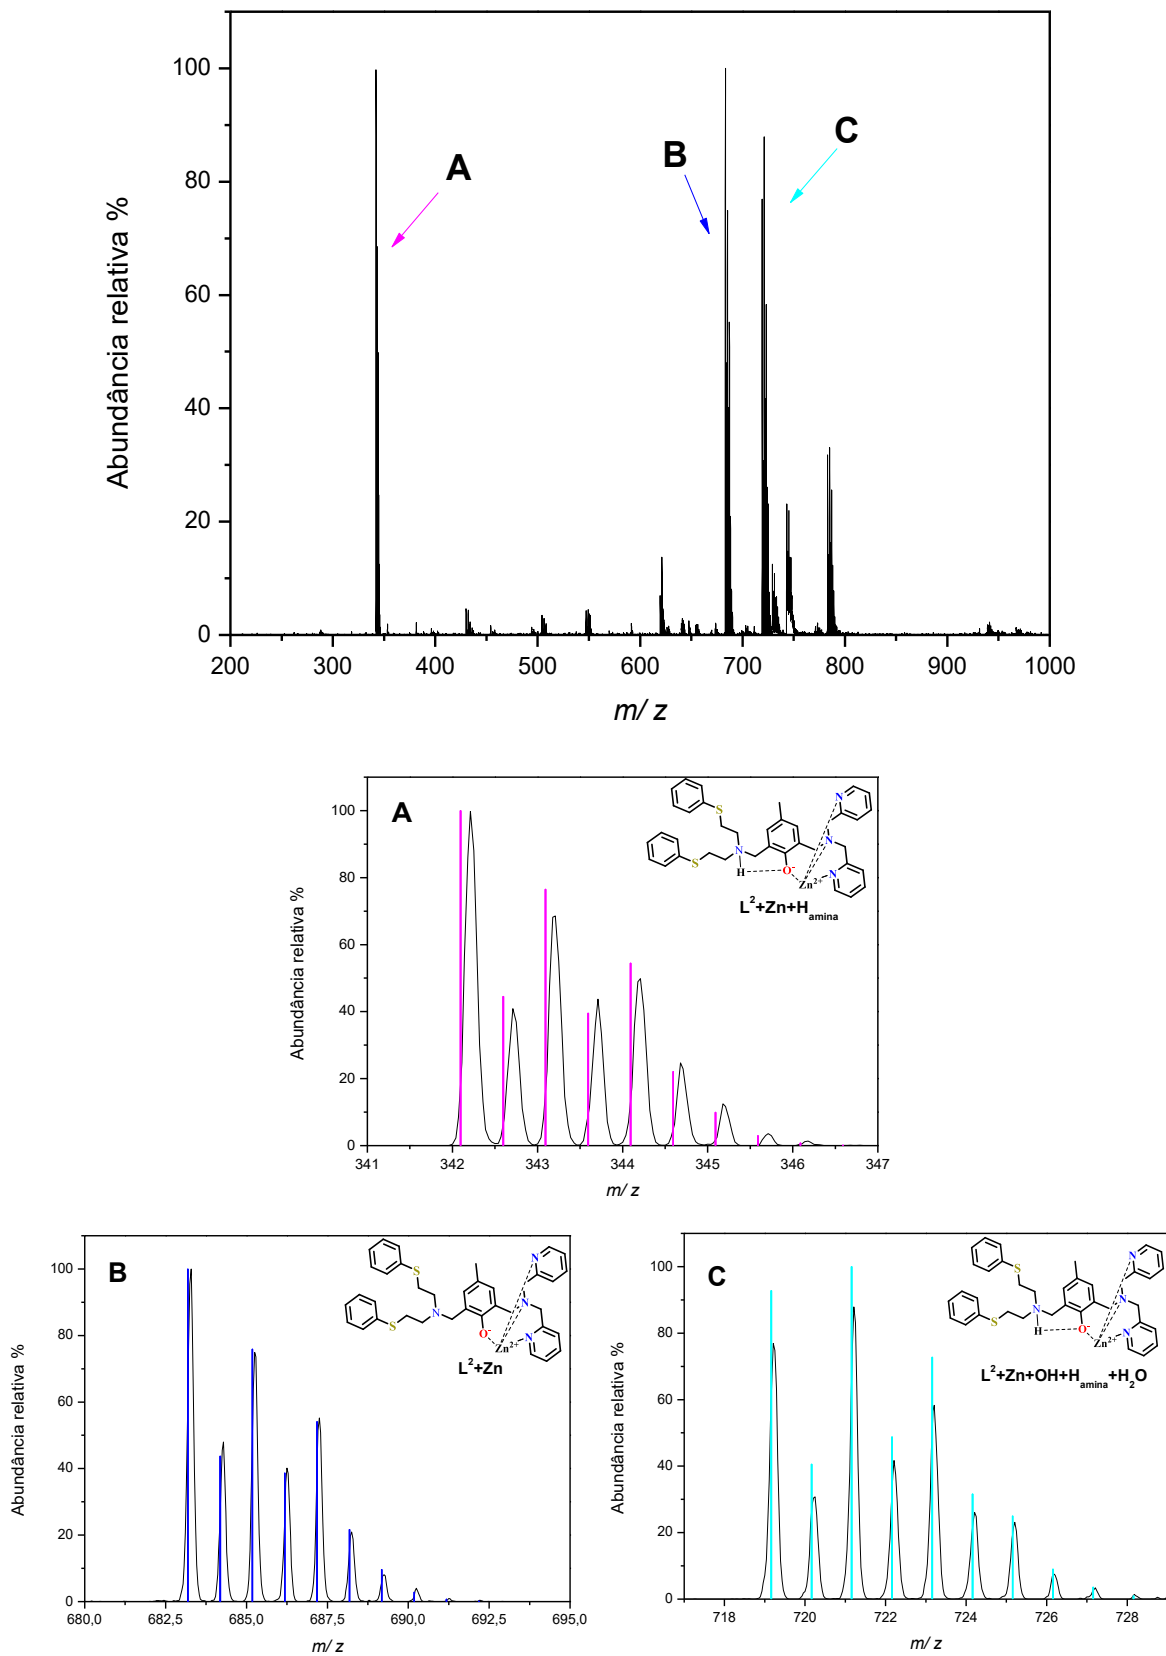 Abundância relativa %
100
80
60
40
20
0
A
B
C
200 300 400 500 600 700 800 900 1000
m/ z
A
Abundância relativa %
100
80
60
40
20
0
S
S
N
H
O-
Zn2+
N
N
N
L2+Zn+Hamina
341 342 343 344 345 346 347
m/ z
B
Abundância relativa %
100
80
60
40
20
0
S
S
N
O-
Zn2+
N
N
N
L2+Zn
680,0 682,5 685,0 687,5 690,0 692,5 695,0
m/ z
C
Abundância relativa %
100
80
60
40
20
0
S
S
N
H
O-
Zn2+
N
N
N
L2+Zn+OH+Hamina+H2O
718 720 722 724 726 728
m/ z